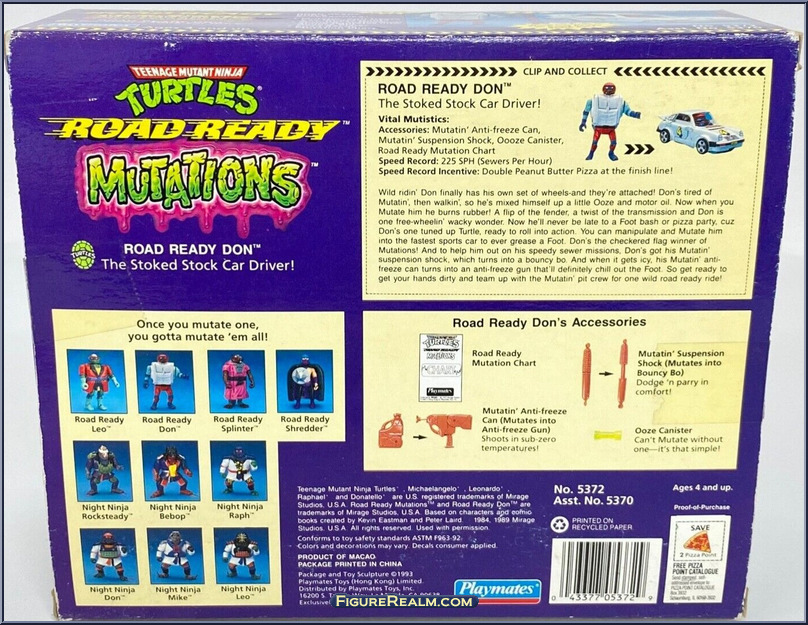 TEENAGE MUTANT NINJA
TURTLES®
ROAD READY™
MUTATIONS™
TURTLES
ROAD READY DON™
The Stoked Stock Car Driver!
CLIP AND COLLECT
ROAD READY DON™
The Stoked Stock Car Driver!
Vital Mutistics:
Accessories: Mutatin' Anti-freeze Can,
Mutatin' Suspension Shock, Oooze Canister,
Road Ready Mutation Chart
Speed Record: 225 SPH (Sewers Per Hour)
Speed Record Incentive: Double Peanut Butter Pizza at the finish line!
Wild ridin' Don finally has his own set of wheels-and they're attached! Don's tired of
Mutatin', then walkin', so he's mixed himself up a little Ooze and motor oil. Now when you
Mutate him he burns rubber! A flip of the fender, a twist of the transmission and Don is
one free-wheelin' wacky wonder. Now he'll never be late to a Foot bash or pizza party, cuz
Don's one tuned up Turtle, ready to roll into action. You can manipulate and Mutate him
into the fastest sports car to ever grease a Foot. Don's the checkered flag winner of
Mutations! And to help him out on his speedy sewer missions, Don's got his Mutatin'
suspension shock, which turns into a bouncy bo. And when it gets icy, his Mutatin' anti-
freeze can turns into an anti-freeze gun that'll definitely chill out the Foot. So get ready to
get your hands dirty and team up with the Mutatin' pit crew for one wild road ready ride!
Once you mutate one,
you gotta mutate 'em all!
Road Ready
Leo™
Road Ready
Don™
Road Ready
Splinter™
Road Ready
Shredder™
Night Ninja
Rocksteady™
Night Ninja
Bebop™
Night Ninja
Raph™
Night Ninja
Don™
Night Ninja
Mike™
Night Ninja
Leo™
Road Ready Don's Accessories
TURTLES
MUTATIONS
CHART
Playmates
Road Ready
Mutation Chart
Mutatin' Suspension
Shock (Mutates into
Bouncy Bo)
Dodge 'n parry in
comfort!
Mutatin' Anti-freeze
Can (Mutates into
Anti-freeze Gun)
Shoots in sub-zero
temperatures!
Ooze Canister
Can't Mutate without
one—it's that simple!
Teenage Mutant Ninja Turtles®, Michaelangelo®, Leonardo®
Raphael® and Donatello® are U.S. registered trademarks of Mirage
Studios, U.S.A. Road Ready Mutations™ and Road Ready Don™ are
trademarks of Mirage Studios, U.S.A. Based on characters and comic
books created by Kevin Eastman and Peter Laird. 1984, 1989 Mirage
Studios, U.S.A. All rights reserved. Used with permission.
Conforms to toy safety standards ASTM F963-92.
Colors and decorations may vary. Decals consumer applied.
PRODUCT OF MACAO
PACKAGE PRINTED IN CHINA
Package and Toy Sculpture ©1993
Playmates Toys (Hong Kong) Limited.
Distributed by Playmates Toys, Inc.
16200 S.
Exclusive
Playmates®
No. 5372
Asst. No. 5370
PRINTED ON
RECYCLED PAPER
0 43377 05372 9
Ages 4 and up.
Proof-of-Purchase
SAVE
2 Pizza Points
FREE PIZZA
POINT CATALOGUE
FIGUREREALM.COM